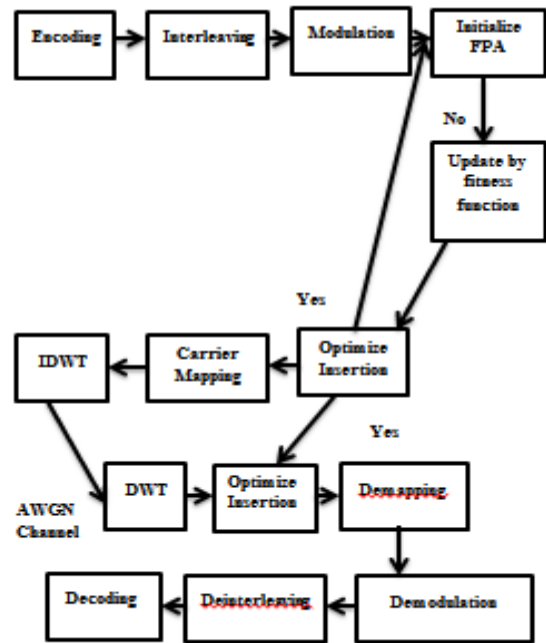 Encoding
Interleaving
Modulation
Initialize
FPA
No
Update by
fitness
function
Yes
IDWT
Carrier
Mapping
Optimize
Insertion
Yes
AWGN
Channel
DWT
Optimize
Insertion
Demapping
Decoding
Deinterleaving
Demodulation